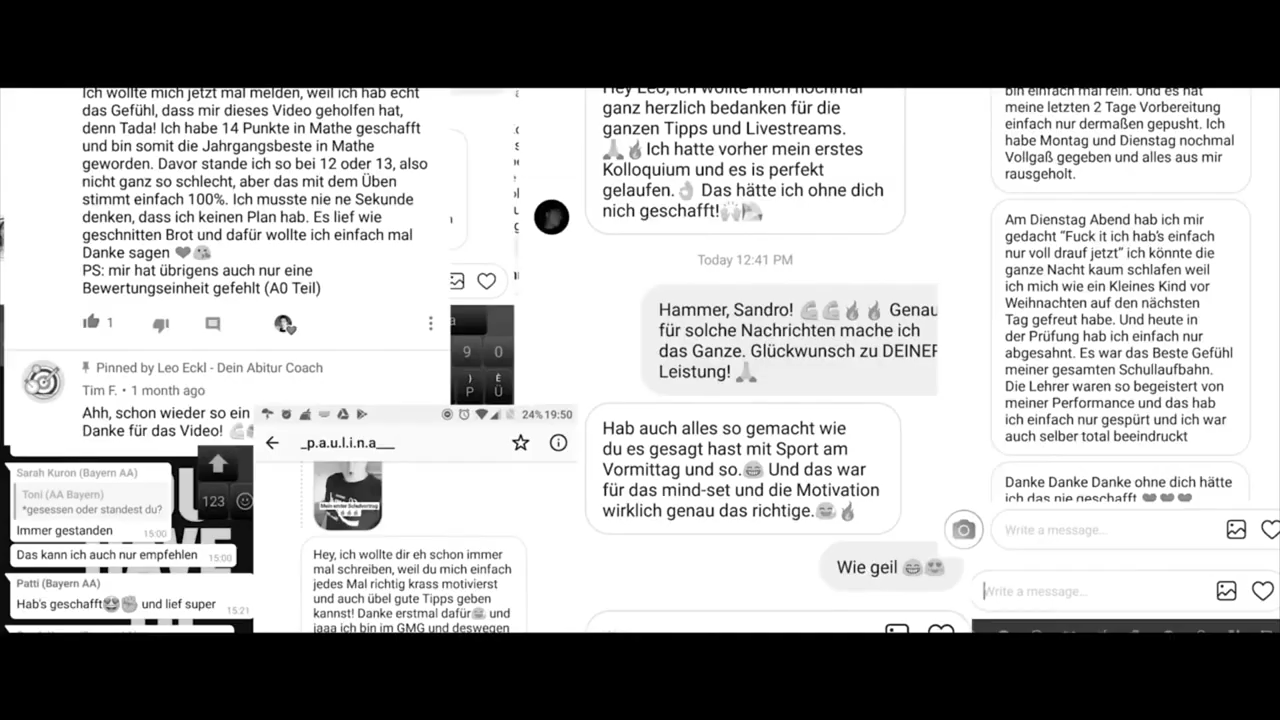 Ich wollte mich jetzt mal melden, weil ich hab echt
das Gefühl, dass mir dieses Video geholfen hat,
denn Tada! Ich habe 14 Punkte in Mathe geschafft
und bin somit die Jahrgangsbeste in Mathe
geworden. Davor stande ich so bei 12 oder 13, also
nicht ganz so schlecht, aber das mit dem Üben
stimmt einfach 100%. Ich musste nie ne Sekunde
denken, dass ich keinen Plan hab. Es lief wie
geschnitten Brot und dafür wollte ich einfach mal
Danke sagen ❤😘
PS: mir hat übrigens auch nur eine
Bewertungseinheit gefehlt (A0 Teil)
1
Pinned by Leo Eckl - Dein Abitur Coach
Tim F. • 1 month ago
Ahh, schon wieder so ein
Danke für das Video! 💪
Sarah Kuron (Bayern AA)
Toni (AA Bayern)
*gesessen oder standest du?
Immer gestanden
15:00
Das kann ich auch nur empfehlen
15:00
Patti (Bayern AA)
Hab's geschafft😍✊ und lief super
15:21
123
9 0
P Ü
24% 19:50
_p.a.u.l.i.n.a___
Mein erster Schulvortrag
Hey, ich wollte dir eh schon immer
mal schreiben, weil du mich einfach
jedes Mal richtig krass motivierst
und auch übel gute Tipps geben
kannst! Danke erstmal dafür😁 und
jaaa ich bin im GMG und deswegen
Hey Leo, ich wollte mich nochmal
ganz herzlich bedanken für die
ganzen Tipps und Livestreams.
🙏🔥Ich hatte vorher mein erstes
Kolloquium und es is perfekt
gelaufen.👌 Das hätte ich ohne dich
nich geschafft!🙌
Today 12:41 PM
Hammer, Sandro! 💪💪🔥🔥 Genau
für solche Nachrichten mache ich
das Ganze. Glückwunsch zu DEINER
Leistung! 🙏
Hab auch alles so gemacht wie
du es gesagt hast mit Sport am
Vormittag und so.😁 Und das war
für das mind-set und die Motivation
wirklich genau das richtige.😁🔥
Wie geil 😂😍
bin einfach mal rein. Und es hat
meine letzten 2 Tage Vorbereitung
einfach nur dermaßen gepusht. Ich
habe Montag und Dienstag nochmal
Vollgaß gegeben und alles aus mir
rausgeholt.
Am Dienstag Abend hab ich mir
gedacht “Fuck it ich hab’s einfach
nur voll drauf jetzt” ich könnte die
ganze Nacht kaum schlafen weil
ich mich wie ein Kleines Kind vor
Weihnachten auf den nächsten
Tag gefreut habe. Und heute in
der Prüfung hab ich einfach nur
abgesahnt. Es war das Beste Gefühl
meiner gesamten Schullaufbahn.
Die Lehrer waren so begeistert von
meiner Performance und das hab
ich einfach nur gespürt und ich war
auch selber total beeindruckt
Danke Danke Danke ohne dich hätte
ich das nie geschafft ❤❤❤
Write a message...
Write a message...